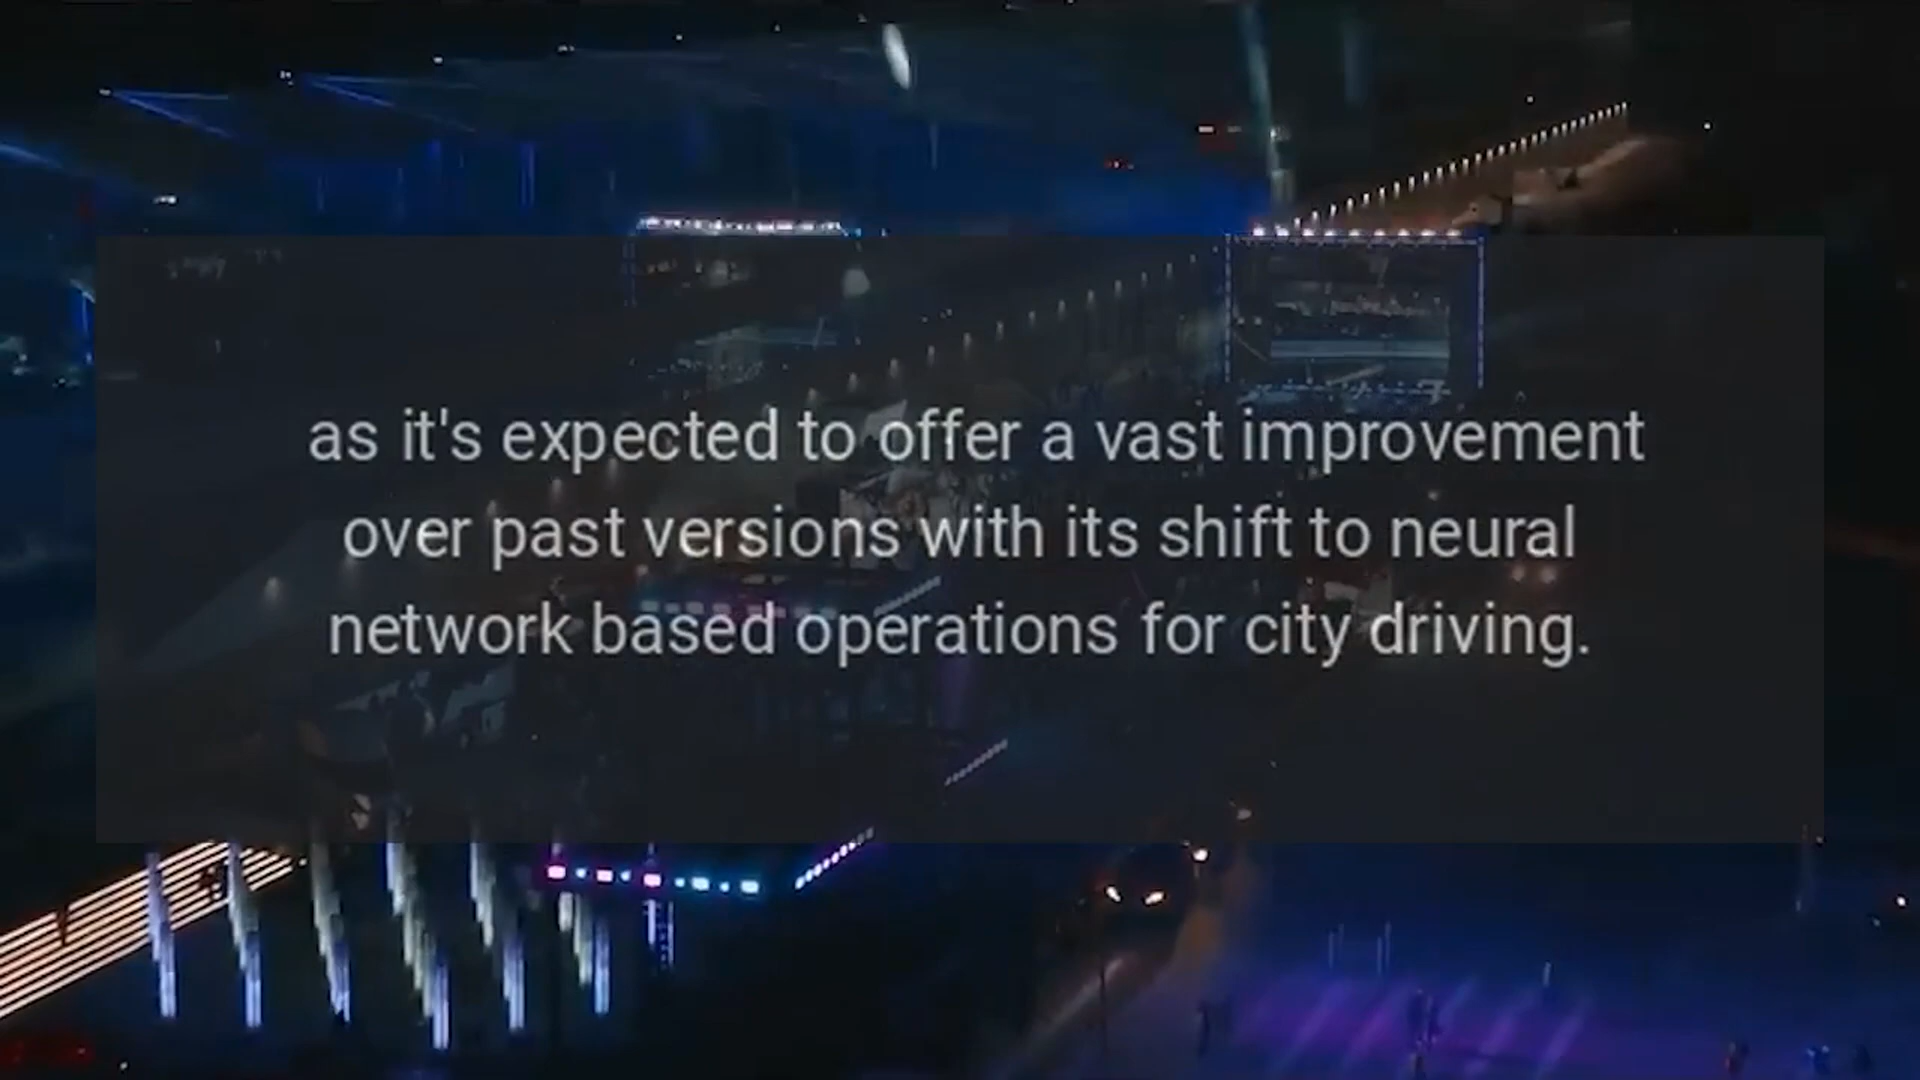 as it's expected to offer a vast improvement
over past versions with its shift to neural
network based operations for city driving.